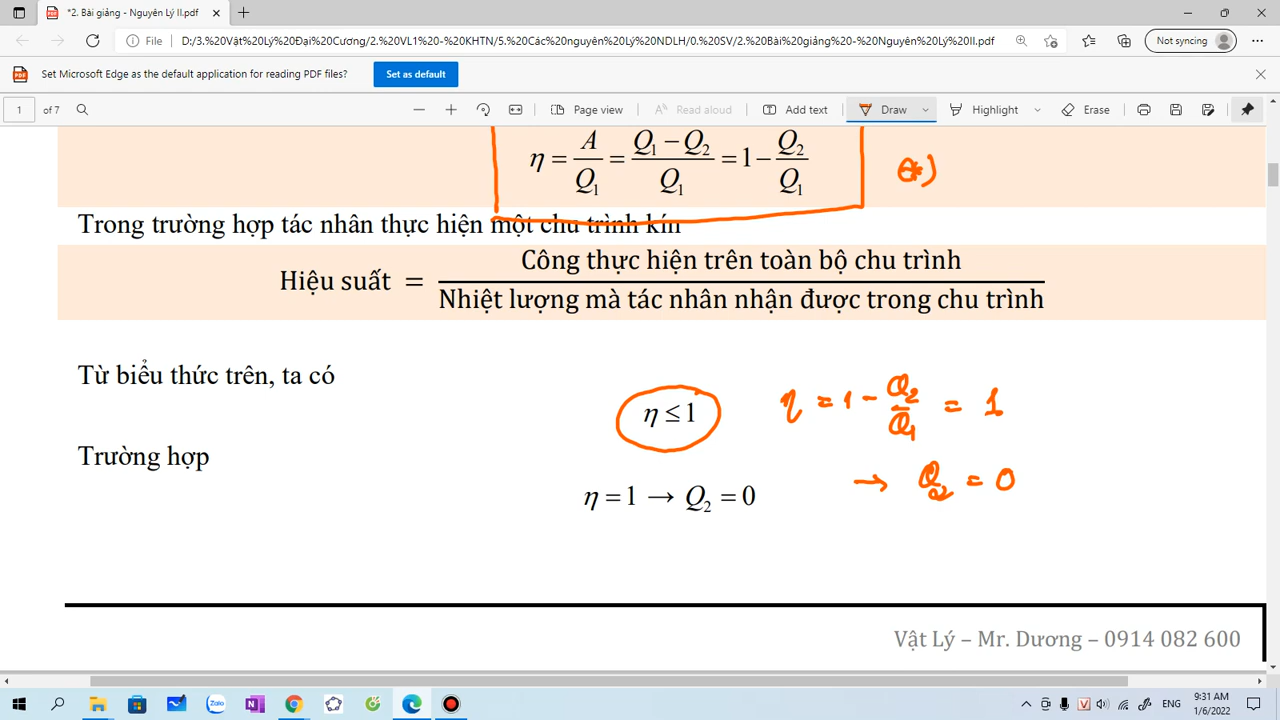 *2. Bài giảng - Nguyên Lý II.pdf
File D:/3.%20Vật%20Lý%20Đại%20Cương/2.%20VL1%20-%20KHTN/5.%20Các%20nguyên%20Lý%20NDLH/0.%20SV/2.%20Bài%20giảng%20-%20Nguyên%20Lý%20II.pdf Not syncing
Set Microsoft Edge as the default application for reading PDF files? Set as default
1 of 7 Page view Read aloud Add text Draw Highlight Erase
η = A/Q₁ = (Q₁ − Q₂)/Q₁ = 1 − Q₂/Q₁ *)
Trong trường hợp tác nhân thực hiện một chu trình kín
Hiệu suất = Công thực hiện trên toàn bộ chu trình / Nhiệt lượng mà tác nhân nhận được trong chu trình
Từ biểu thức trên, ta có
η ≤ 1 η = 1 − Q₂/Q₁ = 1
Trường hợp
η = 1 → Q₂ = 0 → Q₂ = 0
Vật Lý – Mr. Dương – 0914 082 600
Zalo N V ENG 9:31 AM
1/6/2022